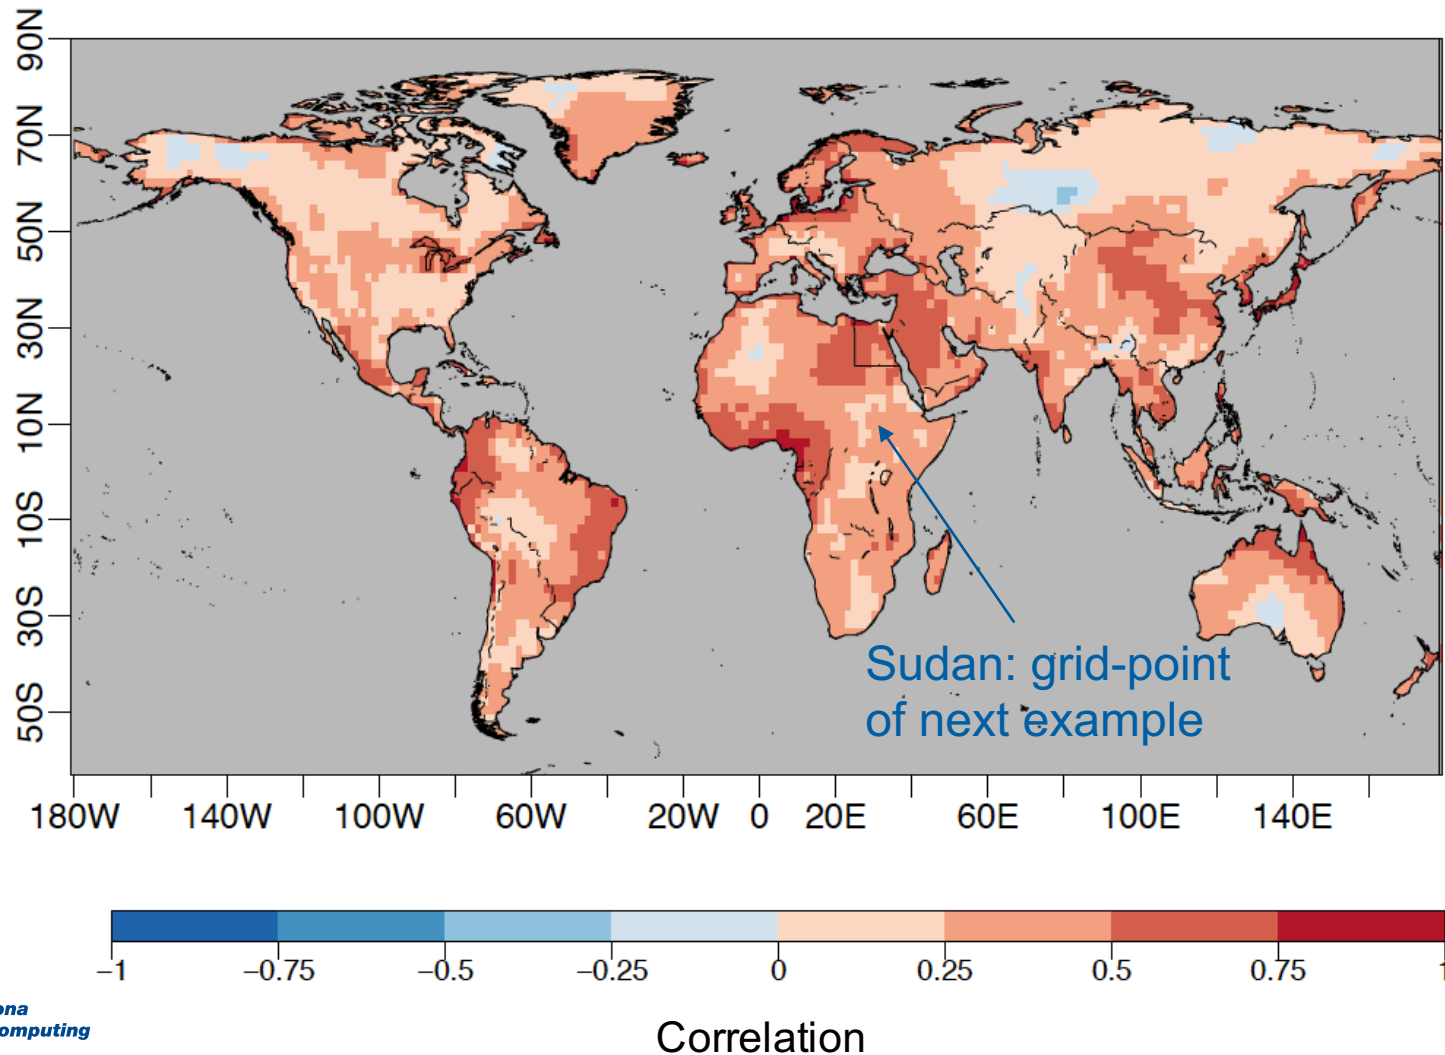 90N
70N
50N
30N
10N
10S
30S
50S
Sudan: grid-point
of next example
180W 140W 100W 60W 20W 0 20E 60E 100E 140E
−1 −0.75 −0.5 −0.25 0 0.25 0.5 0.75 1
ona
omputing
Correlation